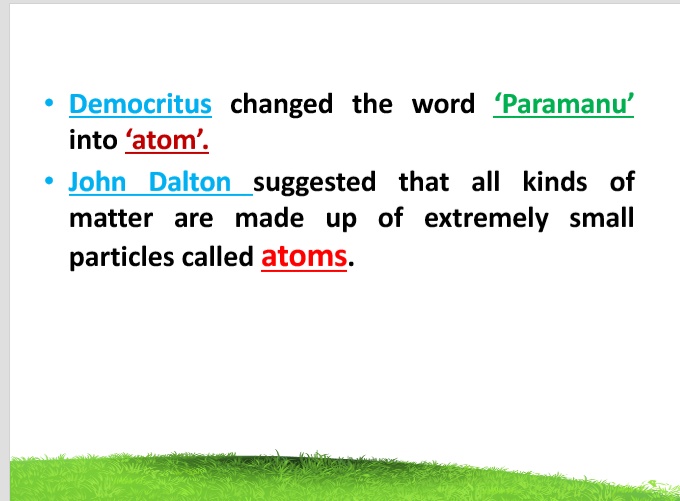 • Democritus changed the word ‘Paramanu’
into ‘atom’.
• John Dalton suggested that all kinds of
matter are made up of extremely small
particles called atoms.